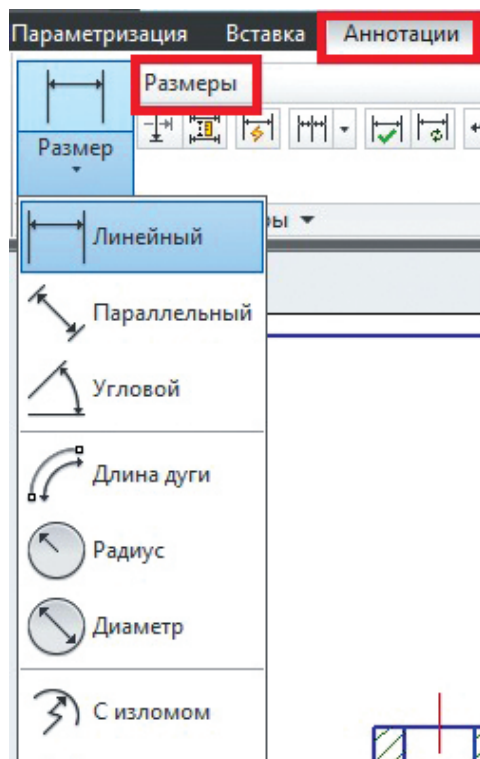 Параметризация Вставка Аннотации
Размеры
Размер
Линейный
Параллельный
Угловой
Длина дуги
Радиус
Диаметр
С изломом